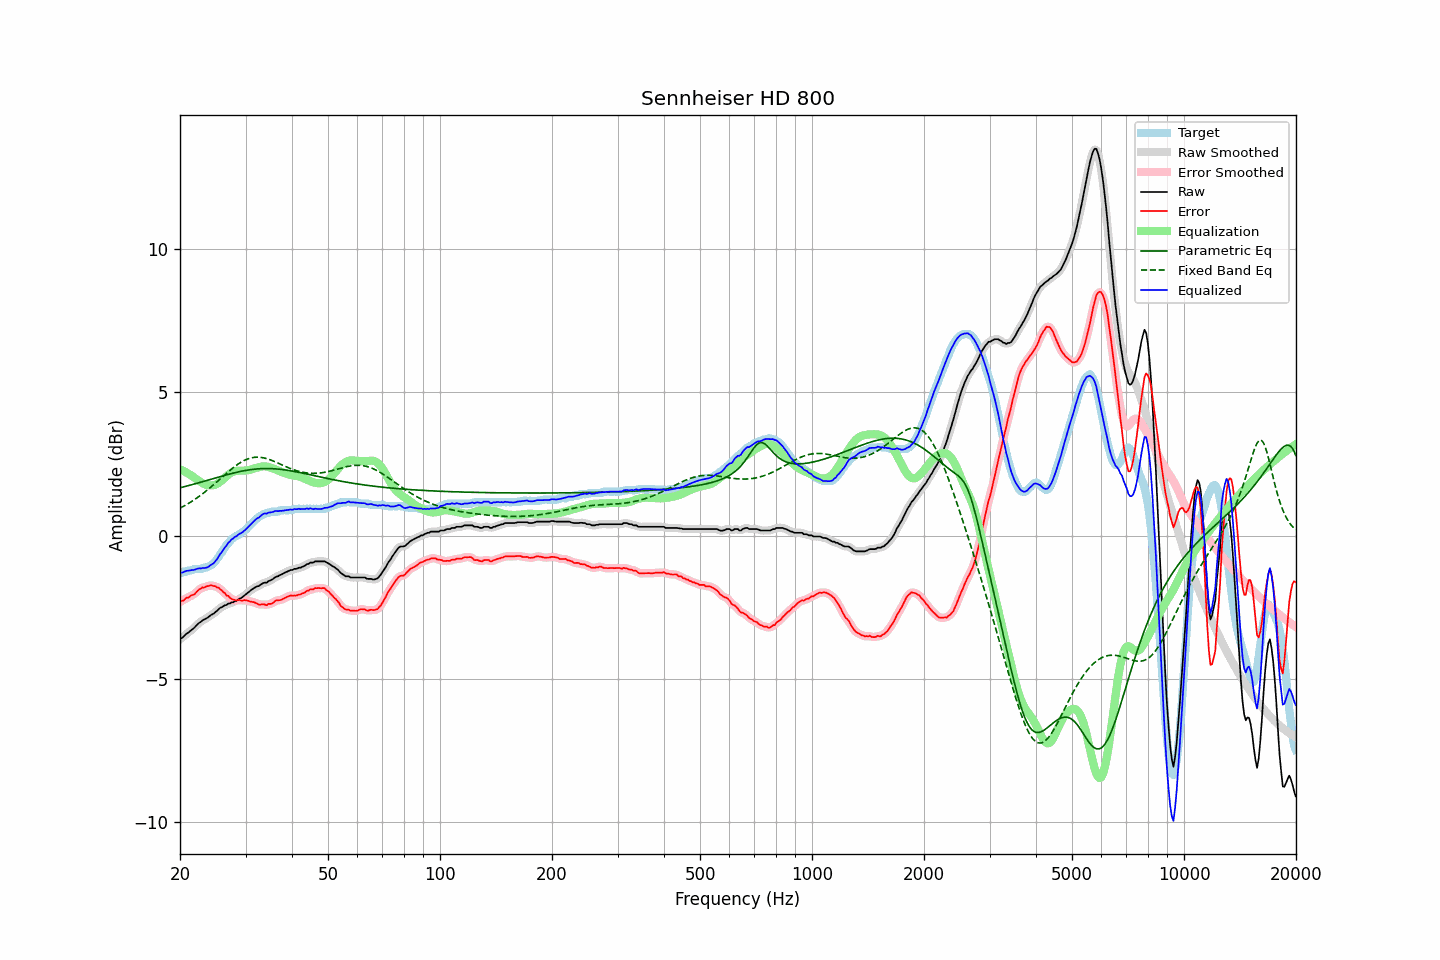 Sennheiser HD 800
Target
Raw Smoothed
Error Smoothed
Raw
Error
Equalization
Parametric Eq
Fixed Band Eq
Equalized
Amplitude (dBr)
10
5
0
−5
−10
20 50 100 200 500 1000 2000 5000 10000 20000
Frequency (Hz)